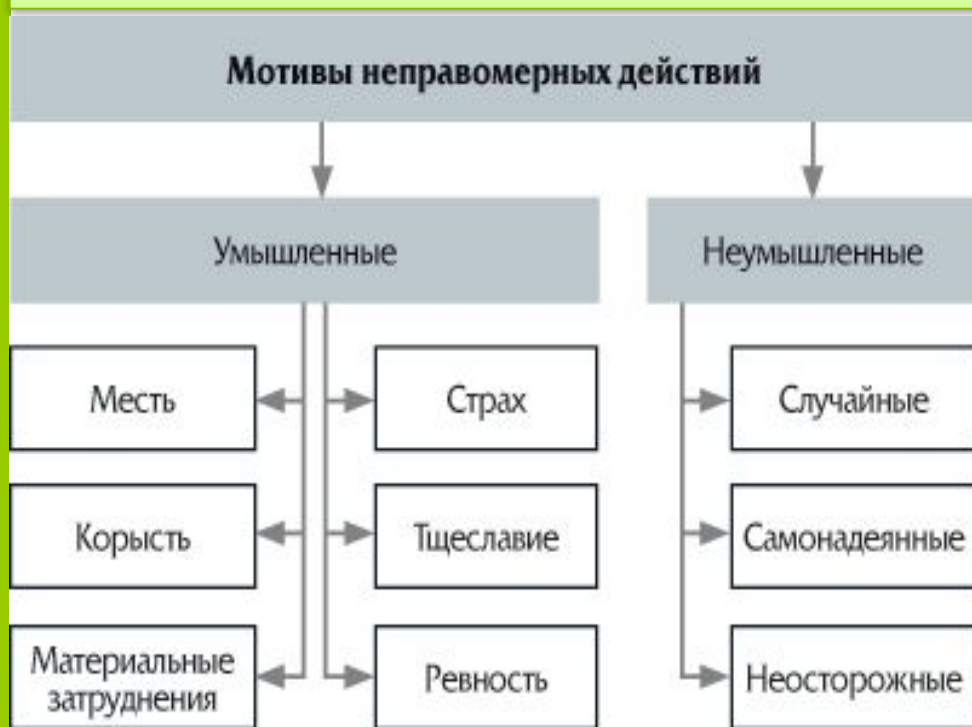 Мотивы неправомерных действий
Умышленные
Неумышленные
Месть
Страх
Случайные
Корысть
Тщеславие
Самонадеянные
Материальные
затруднения
Ревность
Неосторожные